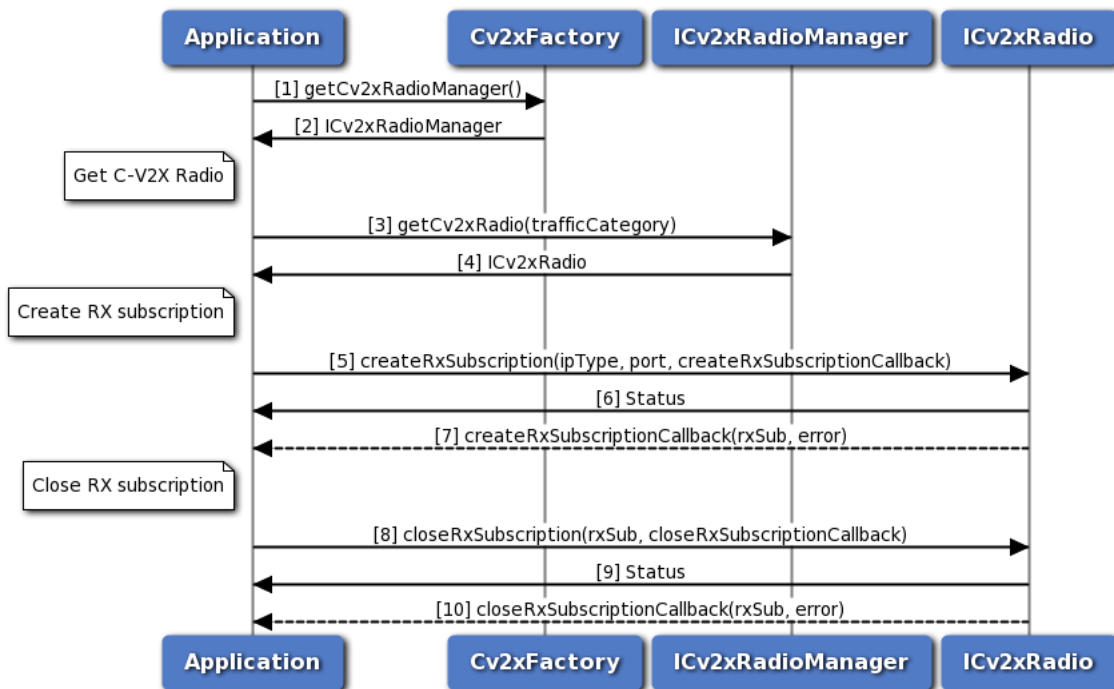 Application
Cv2xFactory
ICv2xRadioManager
ICv2xRadio
[1] getCv2xRadioManager()
[2] ICv2xRadioManager
Get C-V2X Radio
[3] getCv2xRadio(trafficCategory)
[4] ICv2xRadio
Create RX subscription
[5] createRxSubscription(ipType, port, createRxSubscriptionCallback)
[6] Status
[7] createRxSubscriptionCallback(rxSub, error)
Close RX subscription
[8] closeRxSubscription(rxSub, closeRxSubscriptionCallback)
[9] Status
[10] closeRxSubscriptionCallback(rxSub, error)
Application
Cv2xFactory
ICv2xRadioManager
ICv2xRadio